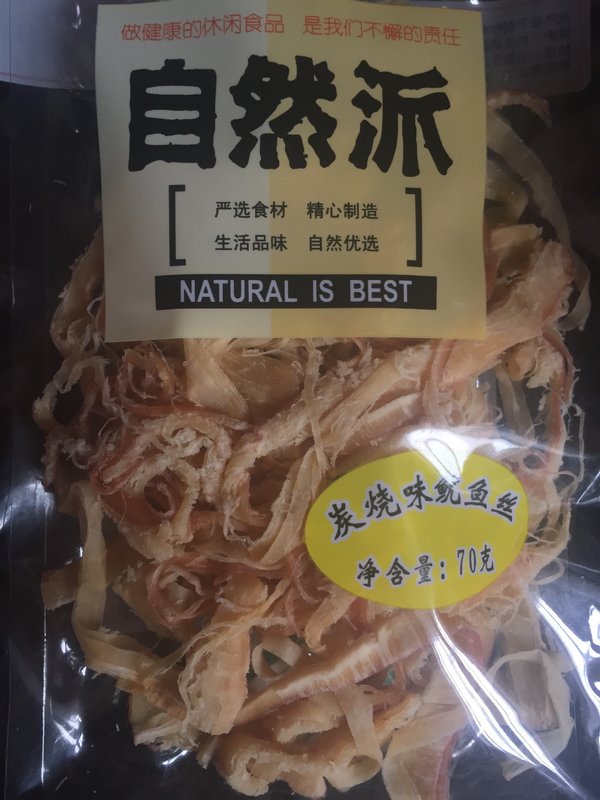 做健康的休闲食品 是我们不懈的责任
自然派
严选食材 精心制造
生活品味 自然优选
NATURAL IS BEST
炭烧味鱿鱼丝
净含量：70克